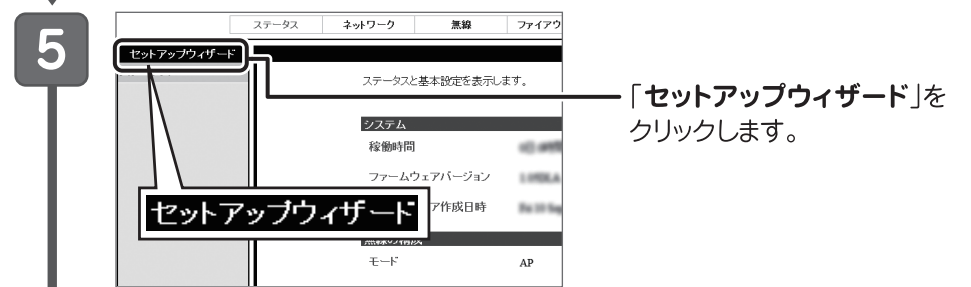 5
ステータス ネットワーク 無線 ファイアウ
セットアップウィザード
ステータスと基本設定を表示します。
システム
稼働時間
ファームウェアバージョン
ア作成日時
セットアップウィザード
無線の構成
モード AP
「セットアップウィザード」を
クリックします。